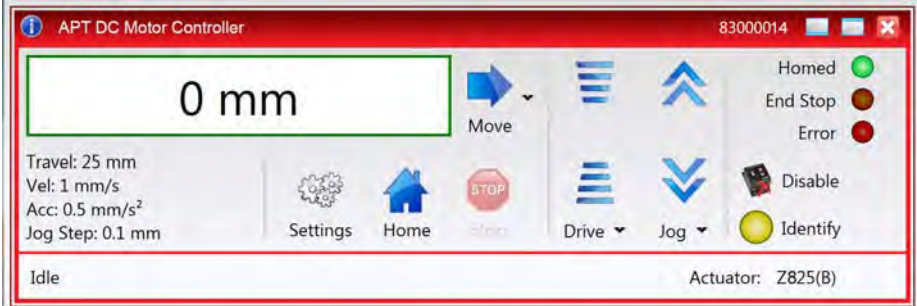 APT DC Motor Controller 83000014
0 mm
Move
Homed
End Stop
Error
Travel: 25 mm
Vel: 1 mm/s
Acc: 0.5 mm/s²
Jog Step: 0.1 mm
Settings
Home
STOP
Stop
Drive
Jog
Disable
Identify
Idle
Actuator: Z825(B)